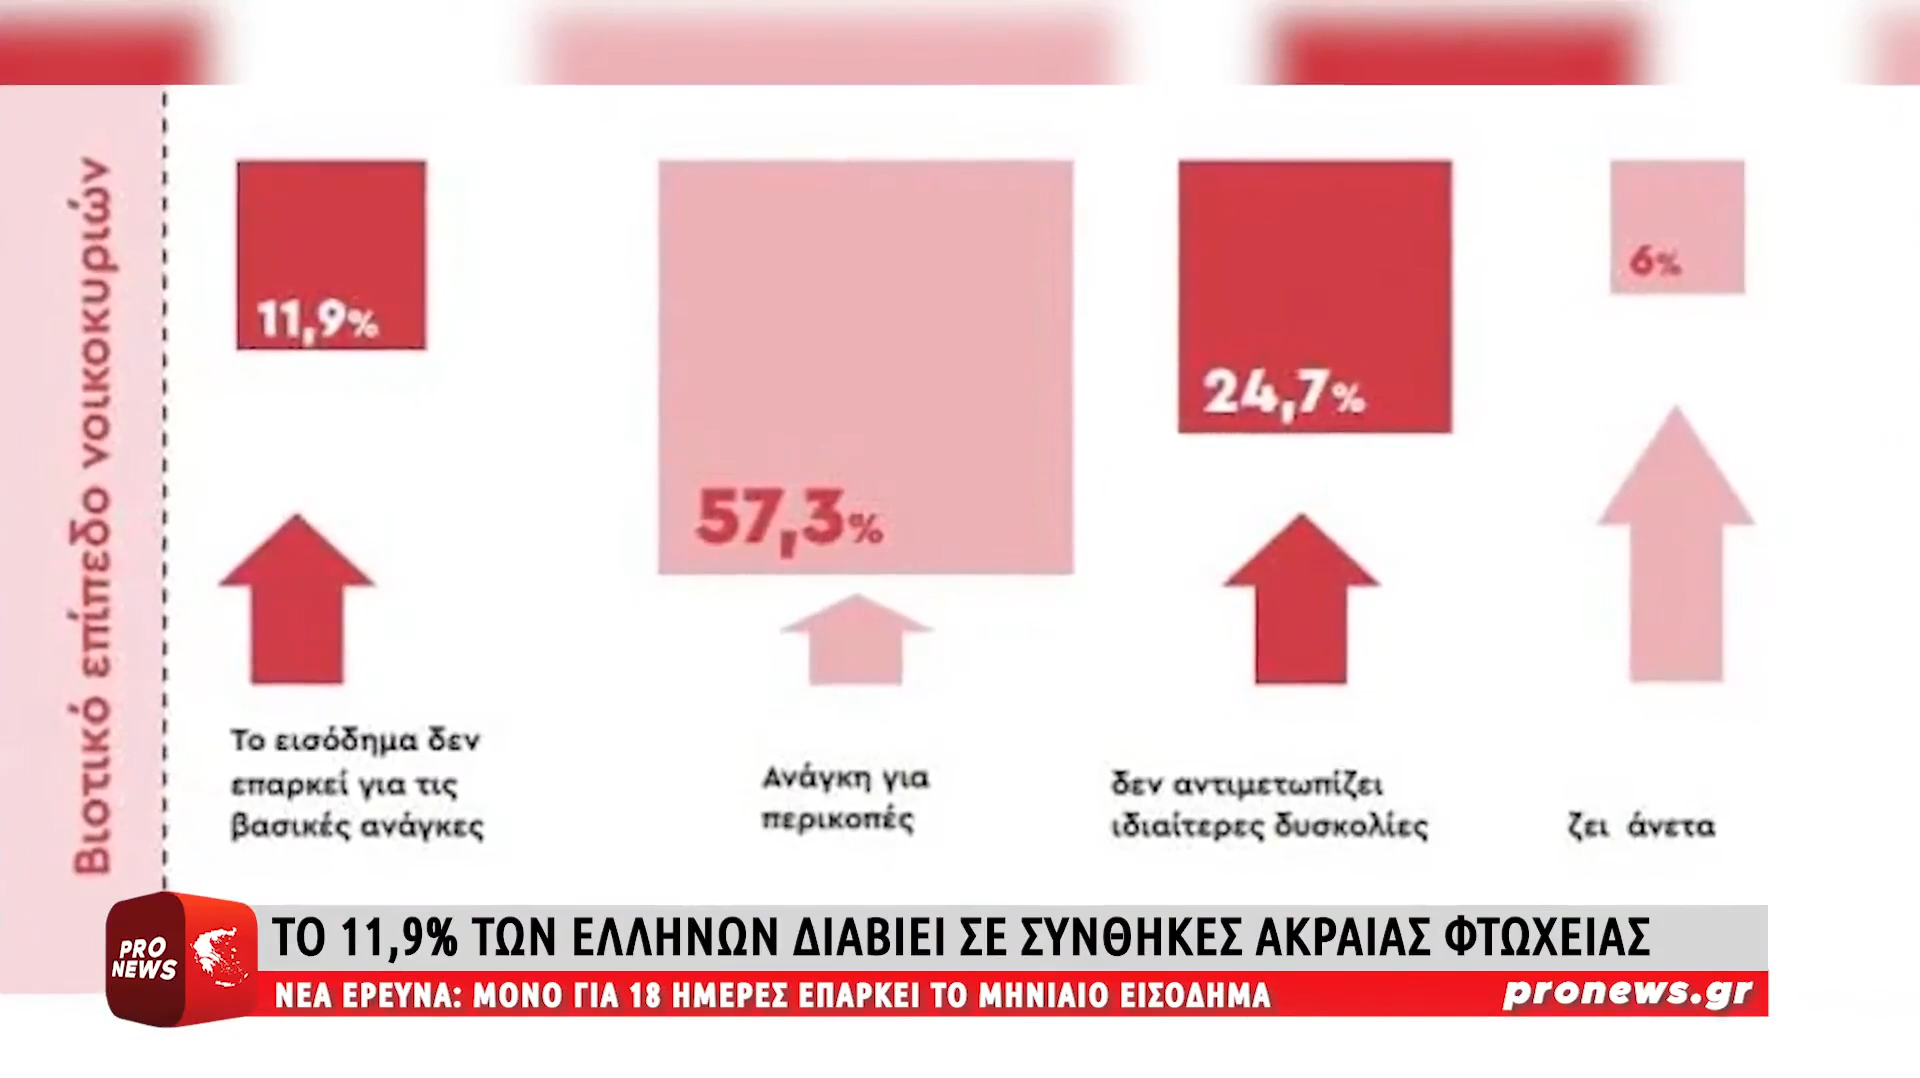 Βιοτικό επίπεδο νοικοκυριών
11,9%
57,3%
24,7%
6%
Το εισόδημα δεν
επαρκεί για τις
βασικές ανάγκες
Ανάγκη για
περικοπές
δεν αντιμετωπίζει
ιδιαίτερες δυσκολίες
ζει άνετα
PRO
NEWS
ΤΟ 11,9% ΤΩΝ ΕΛΛΗΝΩΝ ΔΙΑΒΙΕΙ ΣΕ ΣΥΝΘΗΚΕΣ ΑΚΡΑΙΑΣ ΦΤΩΧΕΙΑΣ
ΝΕΑ ΕΡΕΥΝΑ: ΜΟΝΟ ΓΙΑ 18 ΗΜΕΡΕΣ ΕΠΑΡΚΕΙ ΤΟ ΜΗΝΙΑΙΟ ΕΙΣΟΔΗΜΑ
pronews.gr